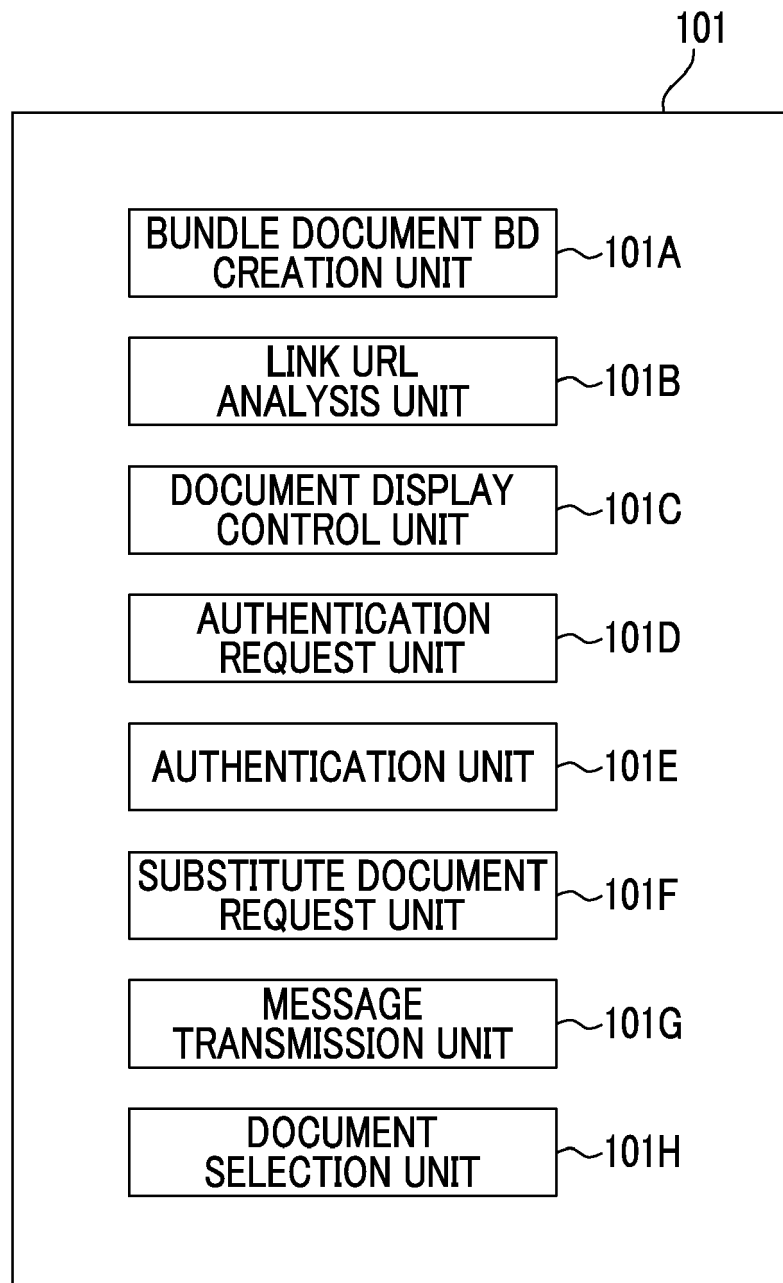 101
BUNDLE DOCUMENT BD
CREATION UNIT
101A
LINK URL
ANALYSIS UNIT
101B
DOCUMENT DISPLAY
CONTROL UNIT
101C
AUTHENTICATION
REQUEST UNIT
101D
AUTHENTICATION UNIT
101E
SUBSTITUTE DOCUMENT
REQUEST UNIT
101F
MESSAGE
TRANSMISSION UNIT
101G
DOCUMENT
SELECTION UNIT
101H